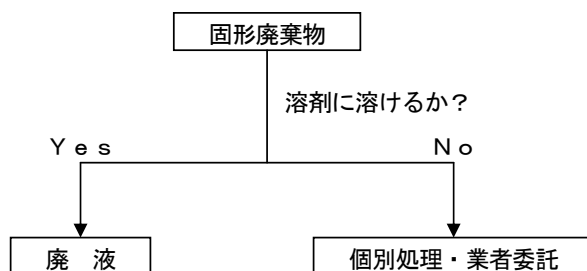 固形廃棄物
溶剤に溶けるか？
Ｙｅｓ
Ｎｏ
廃　液
個別処理・業者委託